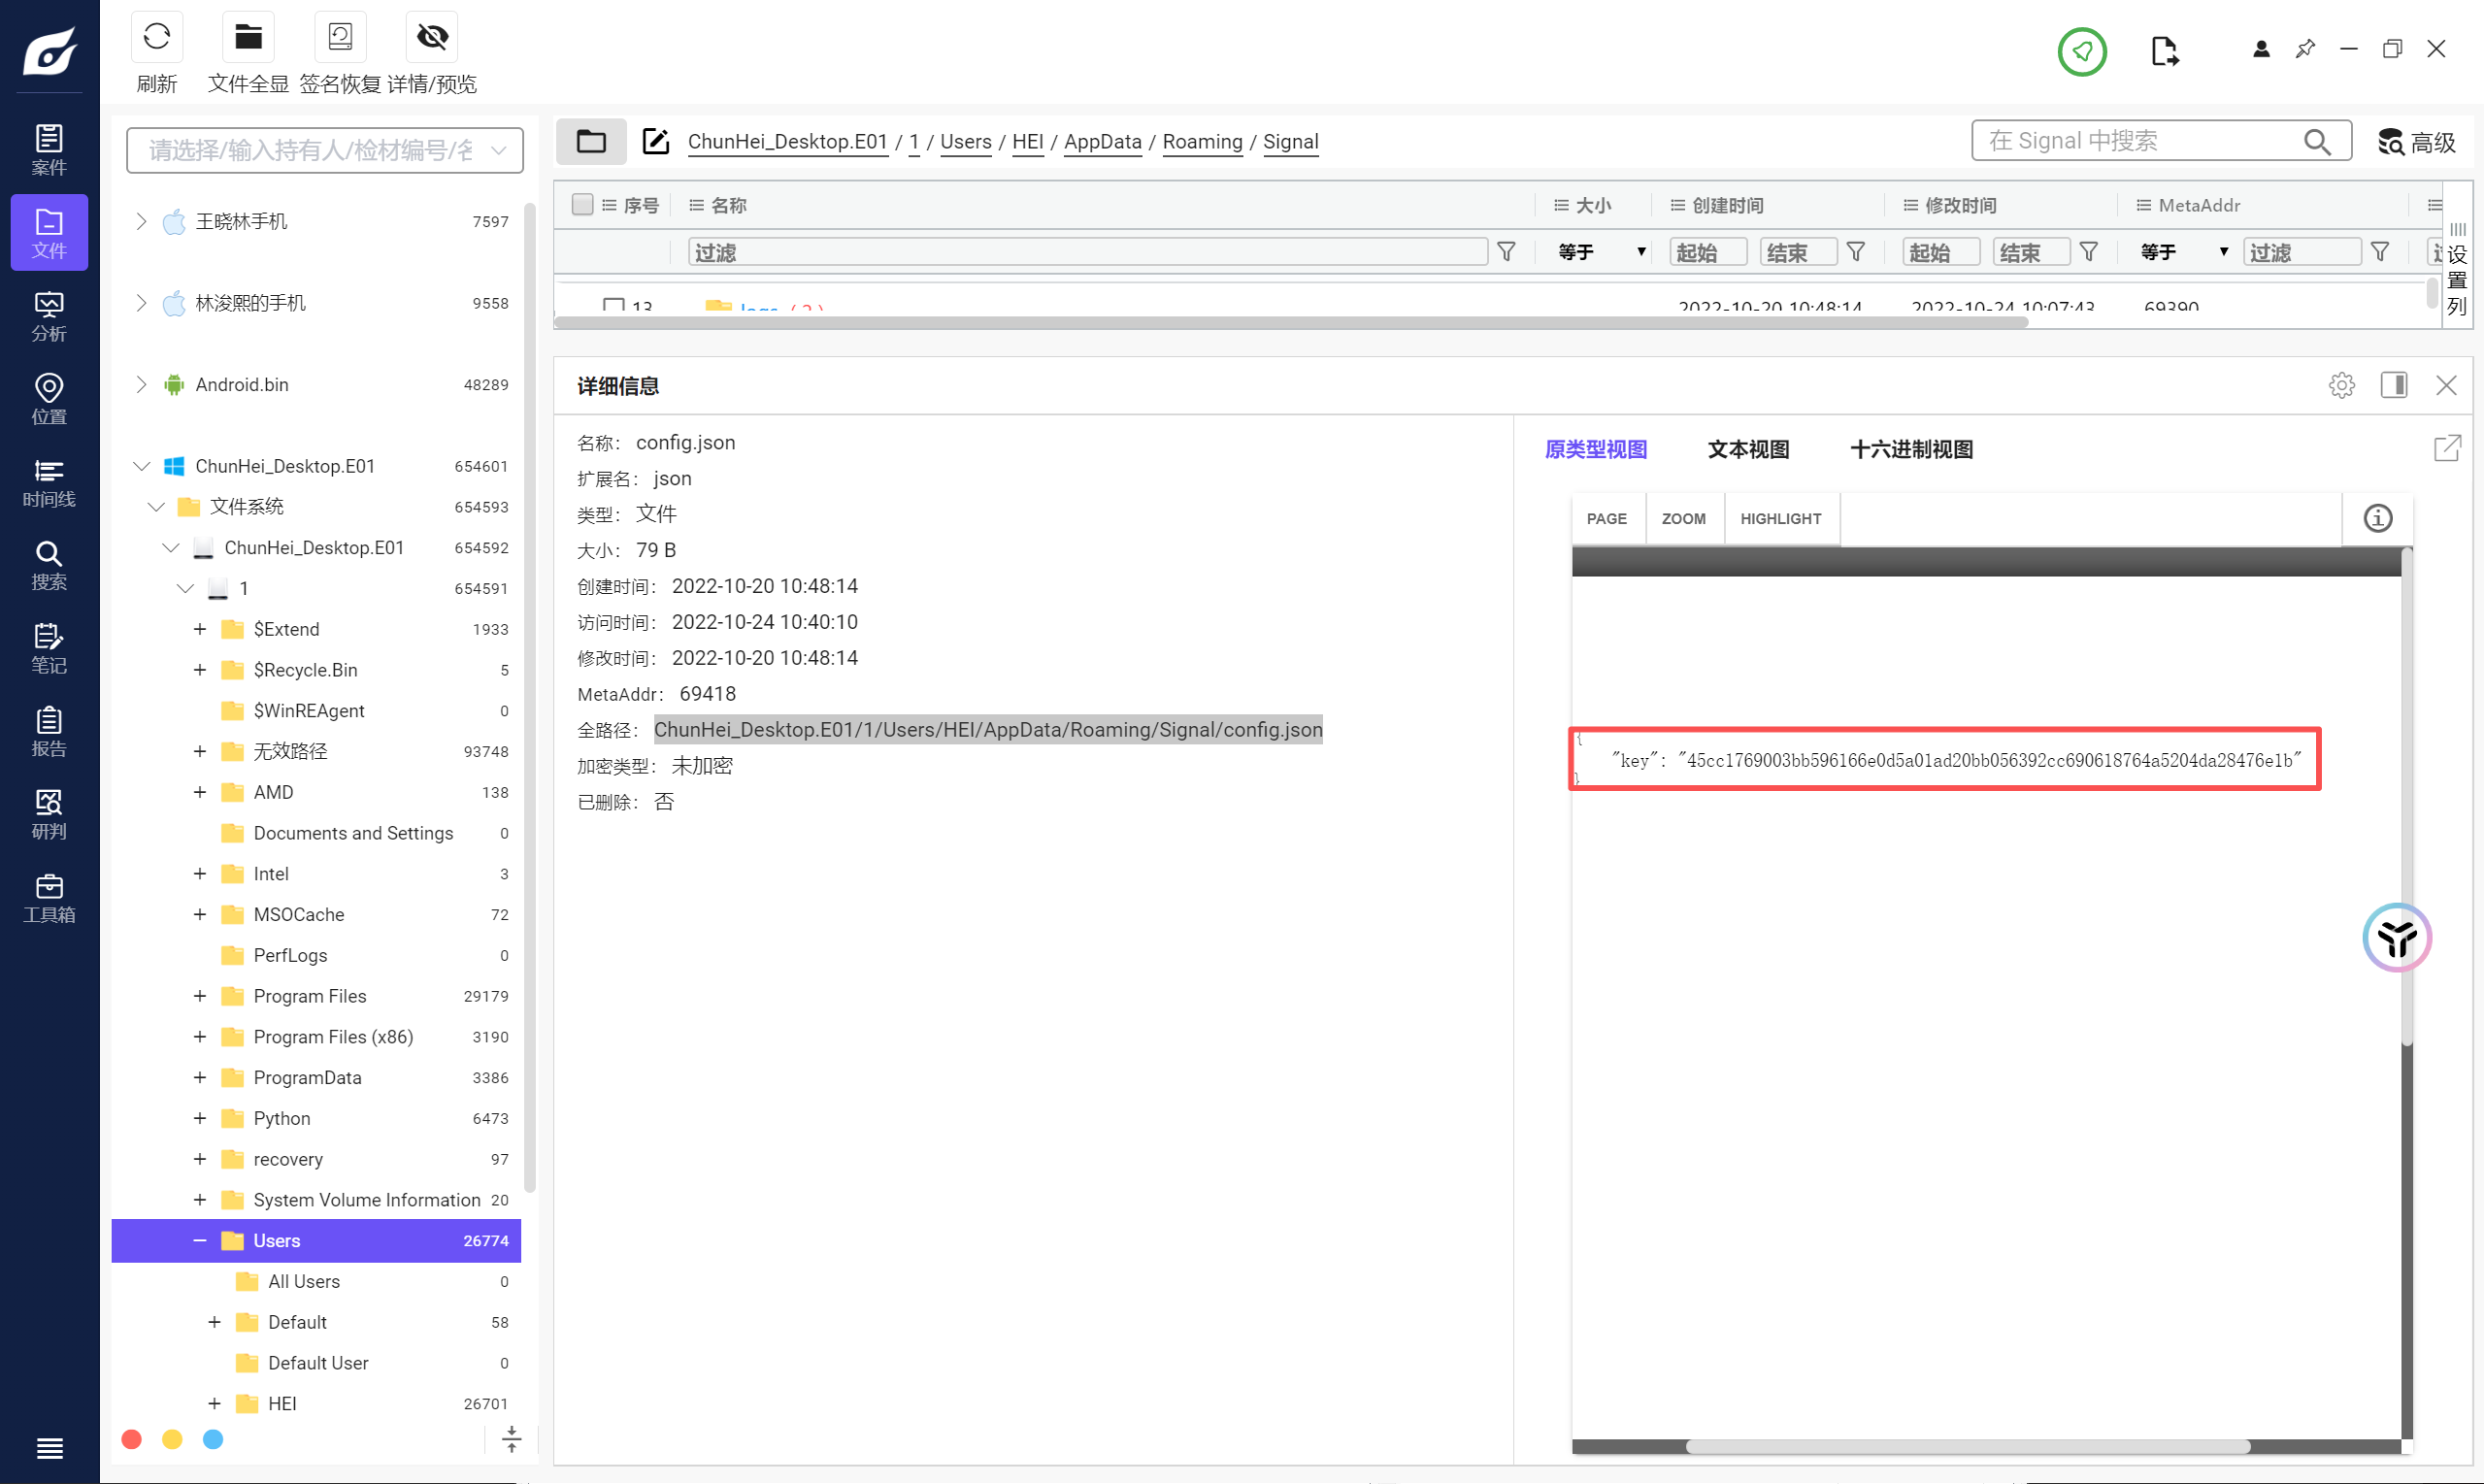 刷新
文件全显
签名恢复
详情/预览
案件
文件
分析
位置
时间线
搜索
笔记
报告
研判
工具箱
请选择/输入持有人/检材编号/名
王晓林手机 7597
林浚熙的手机 9558
Android.bin 48289
ChunHei_Desktop.E01 654601
文件系统 654593
ChunHei_Desktop.E01 654592
1 654591
$Extend 1933
$Recycle.Bin 5
$WinREAgent 0
无效路径 93748
AMD 138
Documents and Settings 0
Intel 3
MSOCache 72
PerfLogs 0
Program Files 29179
Program Files (x86) 3190
ProgramData 3386
Python 6473
recovery 97
System Volume Information 20
Users 26774
All Users 0
Default 58
Default User 0
HEI 26701
ChunHei_Desktop.E01 / 1 / Users / HEI / AppData / Roaming / Signal
在 Signal 中搜索
高级
序号 名称 大小 创建时间 修改时间 MetaAddr
过滤 等于 起始 结束 起始 结束 等于 过滤
13 logs ( 2 ) 2022-10-20 10:48:14 2022-10-24 10:07:43 69390
设置列
详细信息
名称： config.json
扩展名： json
类型： 文件
大小： 79 B
创建时间： 2022-10-20 10:48:14
访问时间： 2022-10-24 10:40:10
修改时间： 2022-10-20 10:48:14
MetaAddr： 69418
全路径： ChunHei_Desktop.E01/1/Users/HEI/AppData/Roaming/Signal/config.json
加密类型： 未加密
已删除： 否
原类型视图 文本视图 十六进制视图
PAGE ZOOM HIGHLIGHT
{
"key": "45cc1769003bb596166e0d5a01ad20bb056392cc690618764a5204da28476e1b"
}